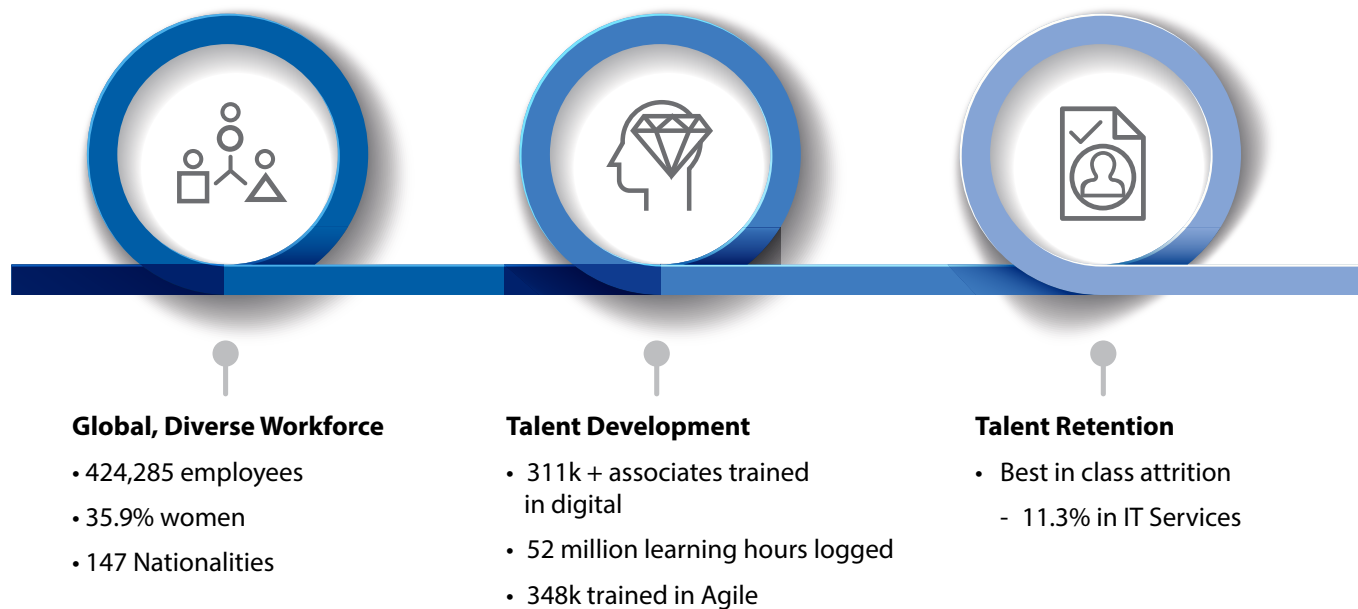 Global, Diverse Workforce
• 424,285 employees
• 35.9% women
• 147 Nationalities
Talent Development
• 311k + associates trained
in digital
• 52 million learning hours logged
• 348k trained in Agile
Talent Retention
• Best in class attrition
- 11.3% in IT Services